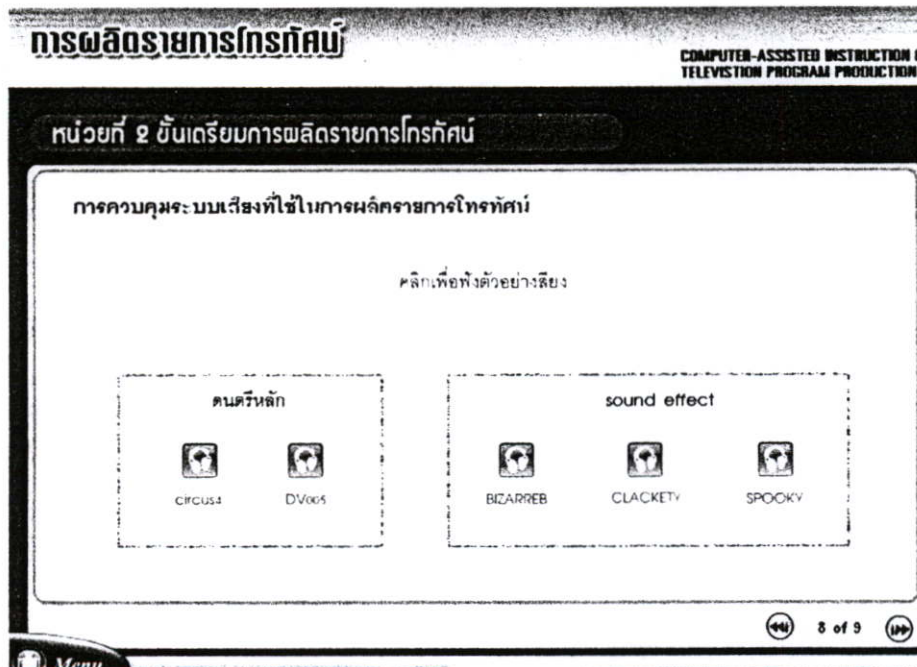 การผลิตรายการโทรทัศน์
COMPUTER-ASSISTED INSTRUCTION
TELEVISTION PROGRAM PRODUCTION
หน่วยที่ 2 ขั้นเตรียมการผลิตรายการโทรทัศน์
การควบคุมระบบเสียงที่ใช้ในการผลิตรายการโทรทัศน์
คลิกเพื่อฟังตัวอย่างเสียง
ดนตรีหลัก
circus4 DV005
sound effect
BIZARREB CLACKETY SPOOKY
8 of 9
Menu